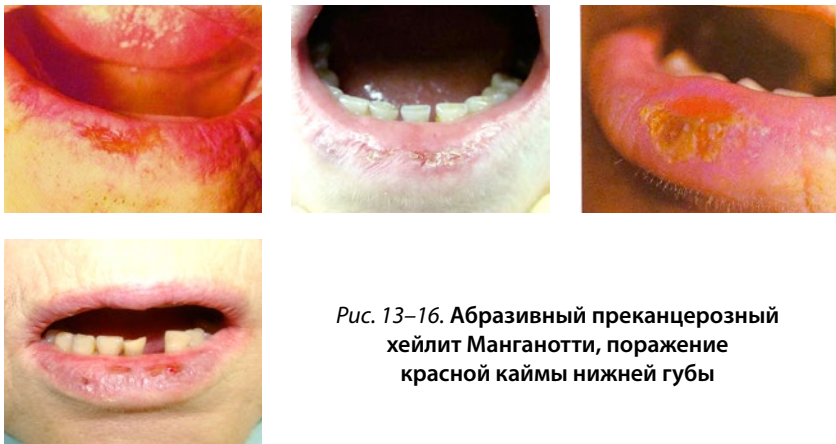 Рис. 13–16. Абразивный преканцерозный
хейлит Манганотти, поражение
красной каймы нижней губы